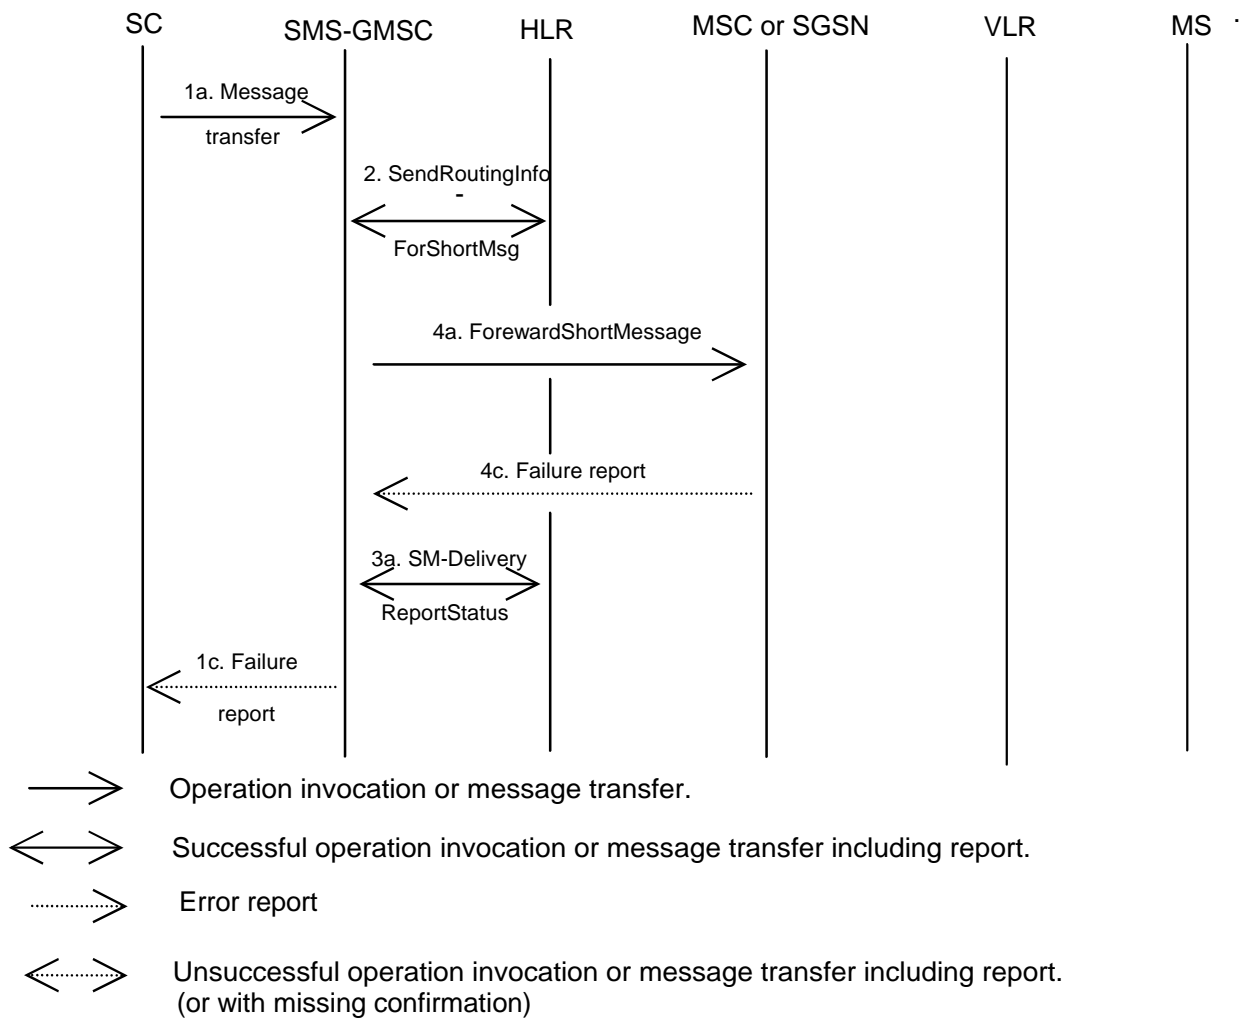 SC SMS-GMSC HLR MSC or SGSN VLR MS .
1a. Message
transfer
2. SendRoutingInfo
-
ForShortMsg
4a. ForewardShortMessage
4c. Failure report
3a. SM-Delivery
ReportStatus
1c. Failure
report
Operation invocation or message transfer.
Successful operation invocation or message transfer including report.
Error report
Unsuccessful operation invocation or message transfer including report.
(or with missing confirmation)